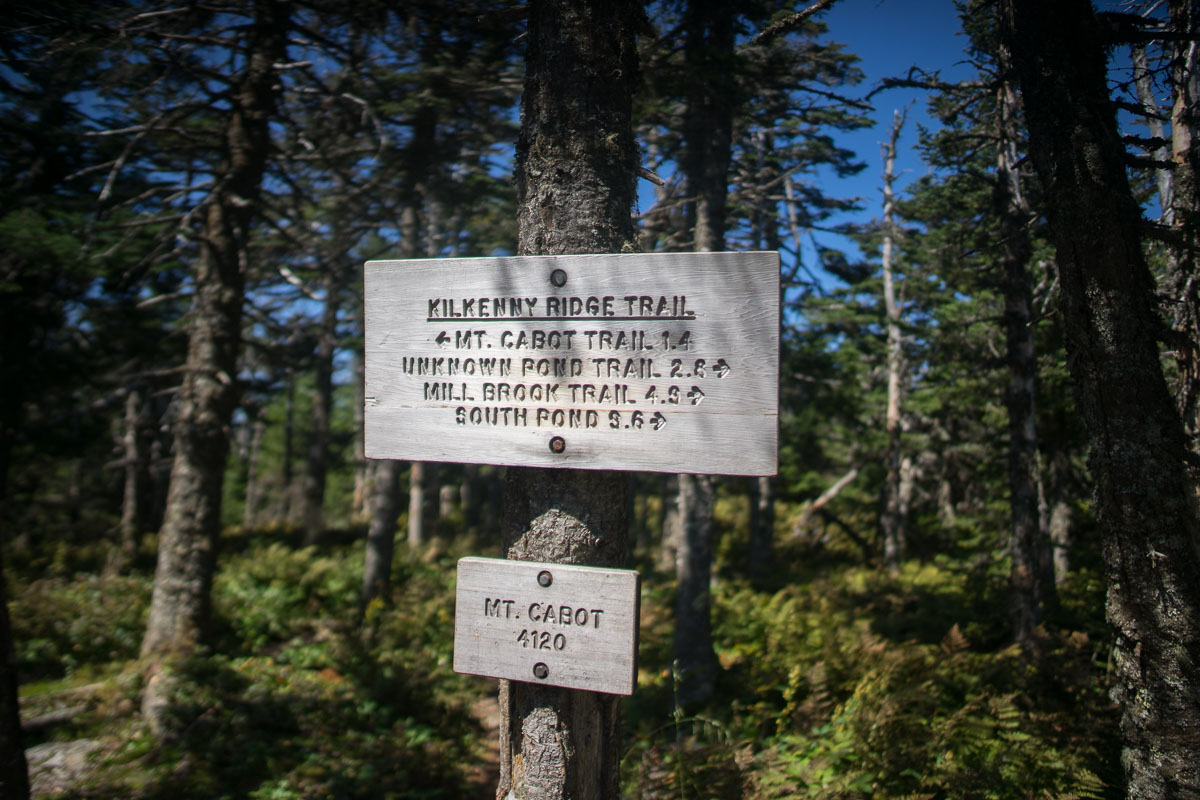 KILKENNY RIDGE TRAIL
←MT. CABOT TRAIL 1.4
UNKNOWN POND TRAIL 2.8→
MILL BROOK TRAIL 4.9→
SOUTH POND 9.6→
MT. CABOT
4120